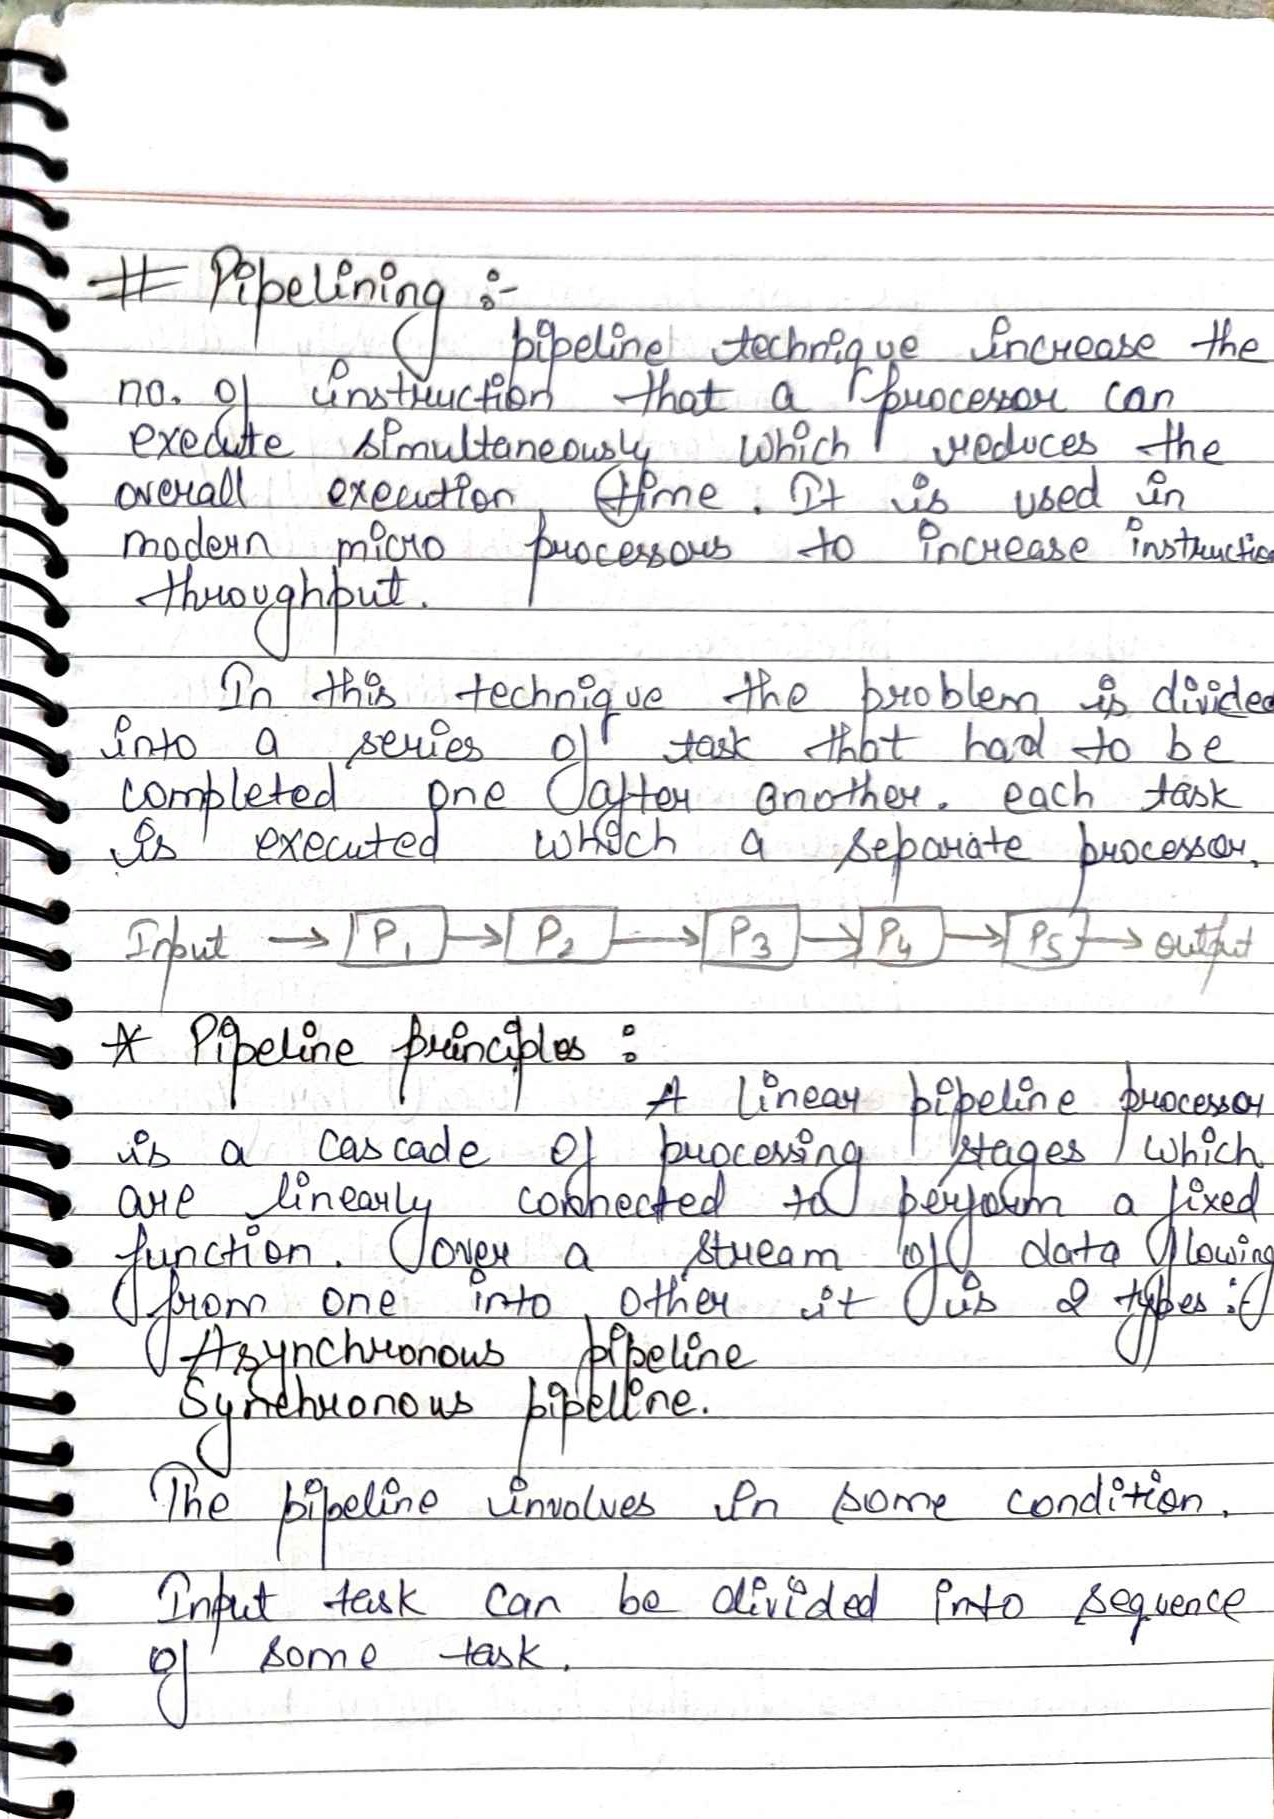 # Pipelining :-
pipeline technique increase the
no. of instruction that a processor can
execute simultaneously which reduces the
overall execution time. It is used in
modern micro processors to increase instructio
throughput.
In this technique the problem is divided
into a series of task that had to be
completed one after another. each task
is executed which a separate processor.
Input → P1 → P2 → P3 → P4 → P5 → output
* Pipeline principles :
A linear pipeline processor
is a cascade of processing stages which
are linearly connected to perform a fixed
function. over a stream of data flowing
from one into other it is 2 types :-
Asynchronous pipeline
Synchronous pipeline.
The pipeline involves in some condition.
Input task can be divided into sequence
of some task.